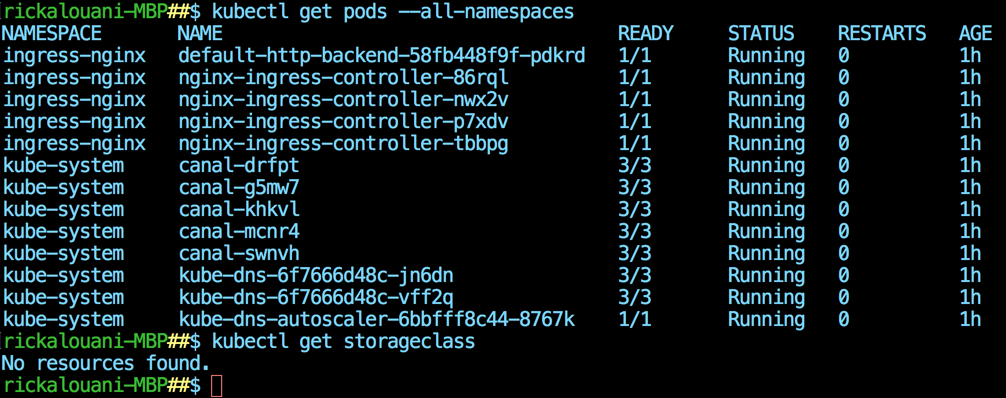 rickalouani-MBP##$ kubectl get pods --all-namespaces
NAMESPACE NAME READY STATUS RESTARTS AGE
ingress-nginx default-http-backend-58fb448f9f-pdkrd 1/1 Running 0 1h
ingress-nginx nginx-ingress-controller-86rql 1/1 Running 0 1h
ingress-nginx nginx-ingress-controller-nwx2v 1/1 Running 0 1h
ingress-nginx nginx-ingress-controller-p7xdv 1/1 Running 0 1h
ingress-nginx nginx-ingress-controller-tbbpg 1/1 Running 0 1h
kube-system canal-drfpt 3/3 Running 0 1h
kube-system canal-g5mw7 3/3 Running 0 1h
kube-system canal-khkvl 3/3 Running 0 1h
kube-system canal-mcnr4 3/3 Running 0 1h
kube-system canal-swnvh 3/3 Running 0 1h
kube-system kube-dns-6f7666d48c-jn6dn 3/3 Running 0 1h
kube-system kube-dns-6f7666d48c-vff2q 3/3 Running 0 1h
kube-system kube-dns-autoscaler-6bbfff8c44-8767k 1/1 Running 0 1h
rickalouani-MBP##$ kubectl get storageclass
No resources found.
rickalouani-MBP##$